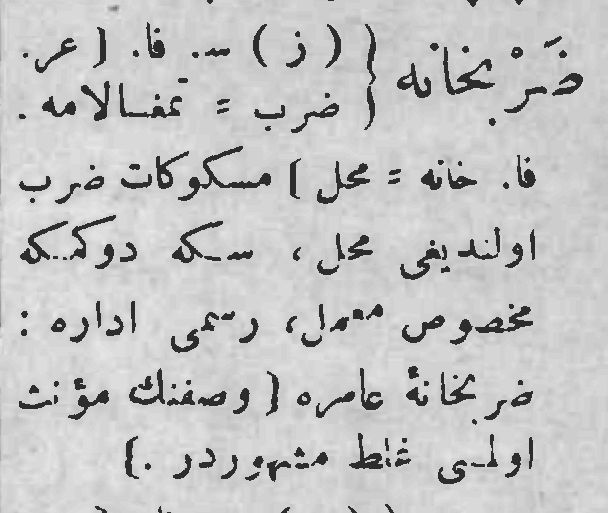 ضَرْبخانه { ( ز ) س. فا. [ عر.
ضرب = تمغالامه .
فا. خانه = محل ] مسكوكات ضرب
اولنديغى محل، سكه دوكمكه
مخصوص معمل، رسمى اداره :
ضربخانهٔ عامره [ وصفنك مؤنث
اولمسى غلط مشهوردر .]